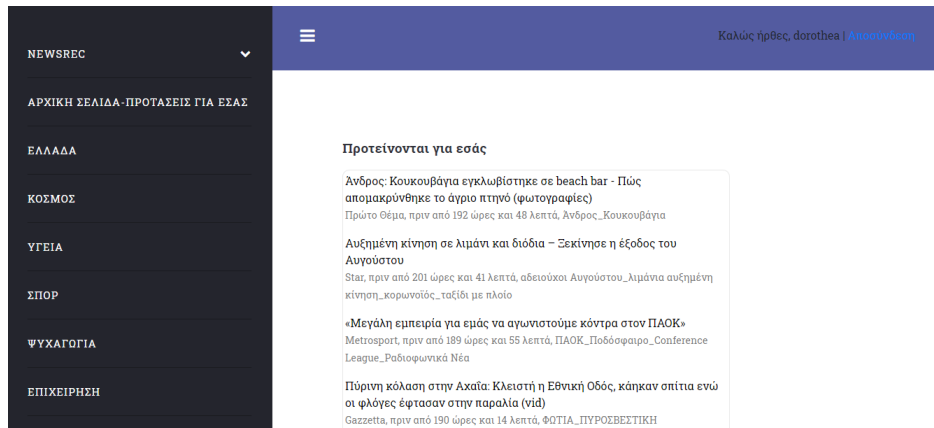 NEWSREC
ΑΡΧΙΚΗ ΣΕΛΙΔΑ-ΠΡΟΤΑΣΕΙΣ ΓΙΑ ΕΣΑΣ
ΕΛΛΑΔΑ
ΚΟΣΜΟΣ
ΥΓΕΙΑ
ΣΠΟΡ
ΨΥΧΑΓΩΓΙΑ
ΕΠΙΧΕΙΡΗΣΗ
Καλώς ήρθες, dorothea | Αποσύνδεση
Προτείνονται για εσάς
Άνδρος: Κουκουβάγια εγκλωβίστηκε σε beach bar - Πώς
απομακρύνθηκε το άγριο πτηνό (φωτογραφίες)
Πρώτο Θέμα, πριν από 192 ώρες και 48 λεπτά, Άνδρος_Κουκουβάγια
Αυξημένη κίνηση σε λιμάνι και διόδια – Ξεκίνησε η έξοδος του
Αυγούστου
Star, πριν από 201 ώρες και 41 λεπτά, αδειούχοι Αυγούστου_λιμάνια αυξημένη
κίνηση_κορωνοϊός_ταξίδι με πλοίο
«Μεγάλη εμπειρία για εμάς να αγωνιστούμε κόντρα στον ΠΑΟΚ»
Metrosport, πριν από 189 ώρες και 55 λεπτά, ΠΑΟΚ_Ποδόσφαιρο_Conference
League_Ραδιοφωνικά Νέα
Πύρινη κόλαση στην Αχαΐα: Κλειστή η Εθνική Οδός, κάηκαν σπίτια ενώ
οι φλόγες έφτασαν στην παραλία (vid)
Gazzetta, πριν από 190 ώρες και 14 λεπτά, ΦΩΤΙΑ_ΠΥΡΟΣΒΕΣΤΙΚΗ